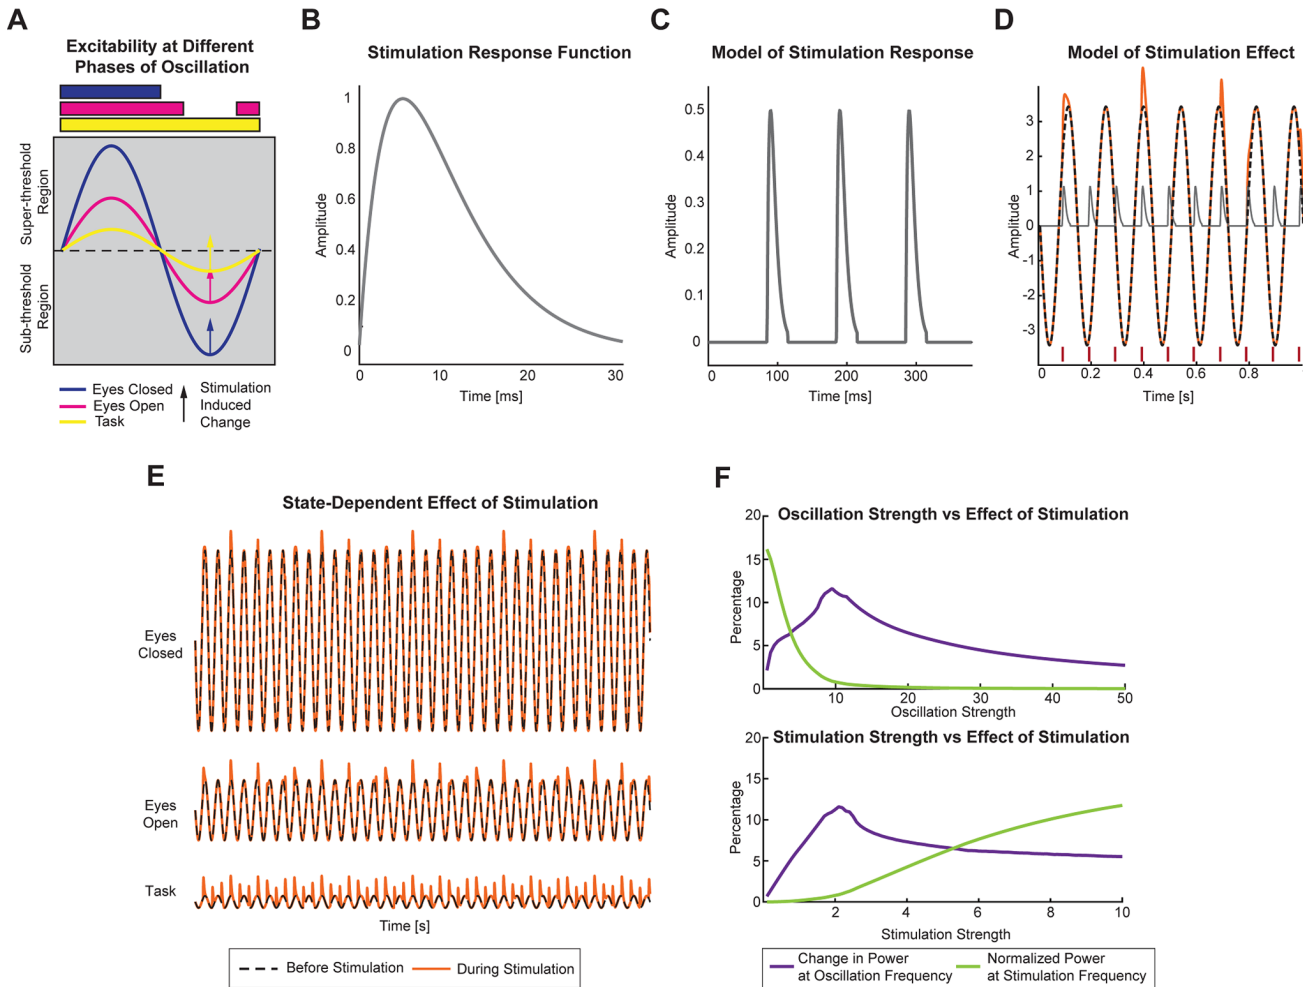 A
Excitability at Different
Phases of Oscillation
Super-threshold
Region
Sub-threshold
Region
Eyes Closed
Eyes Open
Task
Stimulation
Induced
Change
B
Stimulation Response Function
Amplitude
1
0.8
0.6
0.4
0.2
0
0
10
20
30
Time [ms]
C
Model of Stimulation Response
Amplitude
0.5
0.4
0.3
0.2
0.1
0
0
100
200
300
Time [ms]
D
Model of Stimulation Effect
Amplitude
3
2
1
0
-1
-2
-3
0
0.2
0.4
0.6
0.8
Time [s]
E
State-Dependent Effect of Stimulation
Eyes
Closed
Eyes
Open
Task
Time [s]
Before Stimulation
During Stimulation
F
Oscillation Strength vs Effect of Stimulation
Percentage
20
15
10
5
0
10
20
30
40
50
Oscillation Strength
Stimulation Strength vs Effect of Stimulation
Percentage
20
15
10
5
0
2
4
6
8
10
Stimulation Strength
Change in Power
at Oscillation Frequency
Normalized Power
at Stimulation Frequency